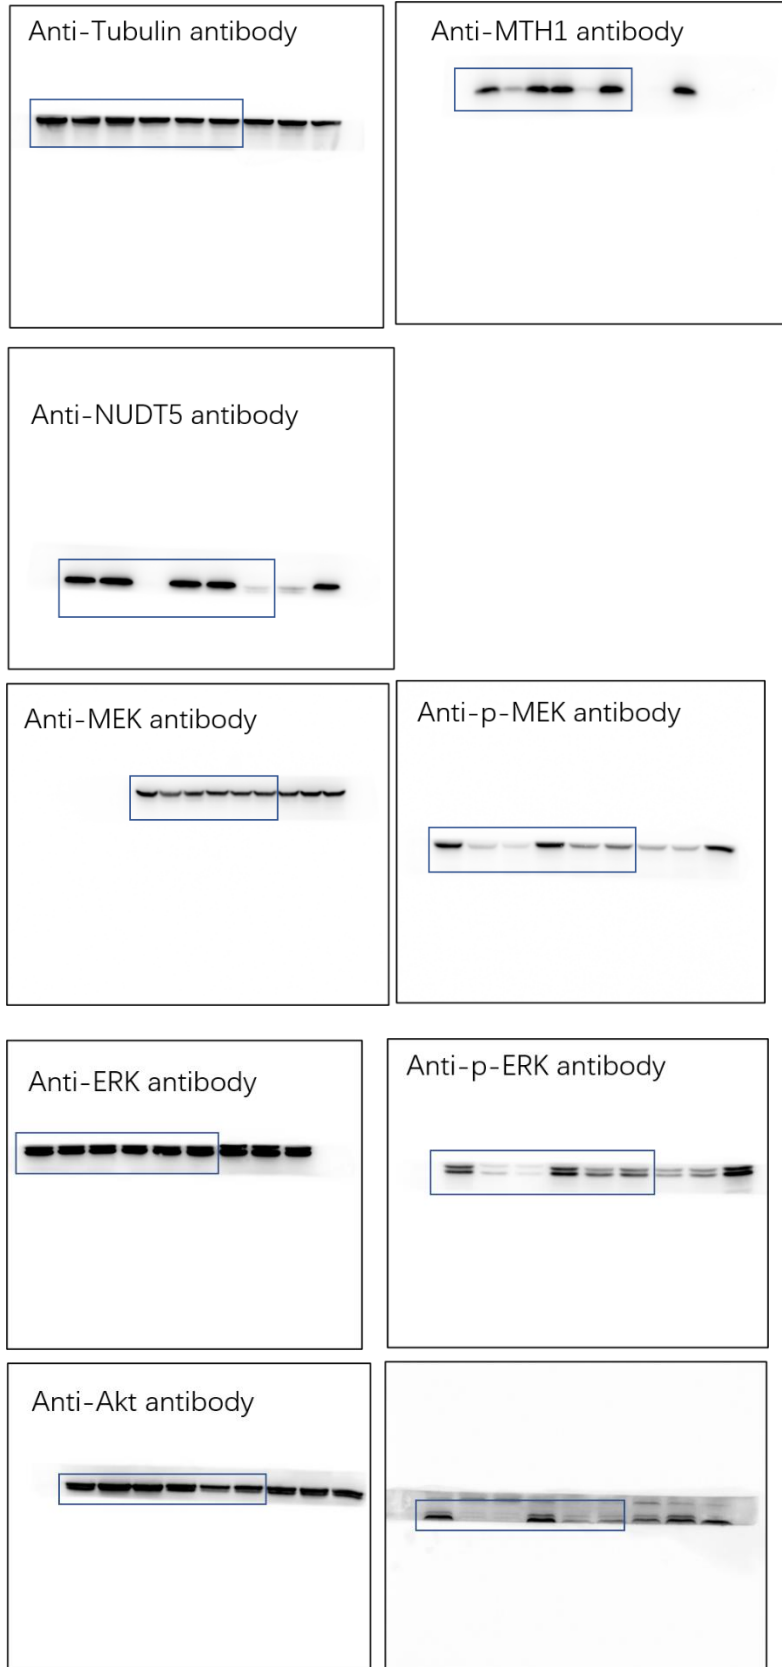 Anti-Tubulin antibody
Anti-MTH1 antibody
Anti-NUDT5 antibody
Anti-MEK antibody
Anti-p-MEK antibody
Anti-ERK antibody
Anti-p-ERK antibody
Anti-Akt antibody